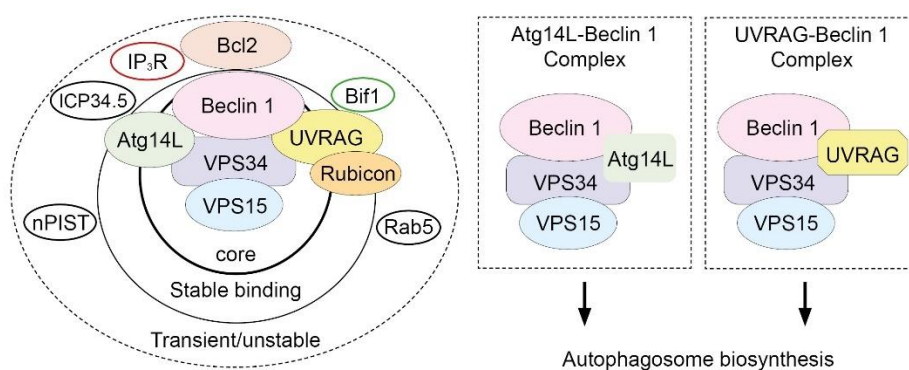 Bcl2
IP₃R
ICP34.5
Beclin 1
Bif1
Atg14L
UVRAG
VPS34
Rubicon
VPS15
nPIST
Rab5
core
Stable binding
Transient/unstable
Atg14L-Beclin 1
Complex
Beclin 1
Atg14L
VPS34
VPS15
UVRAG-Beclin 1
Complex
Beclin 1
UVRAG
VPS34
VPS15
Autophagosome biosynthesis